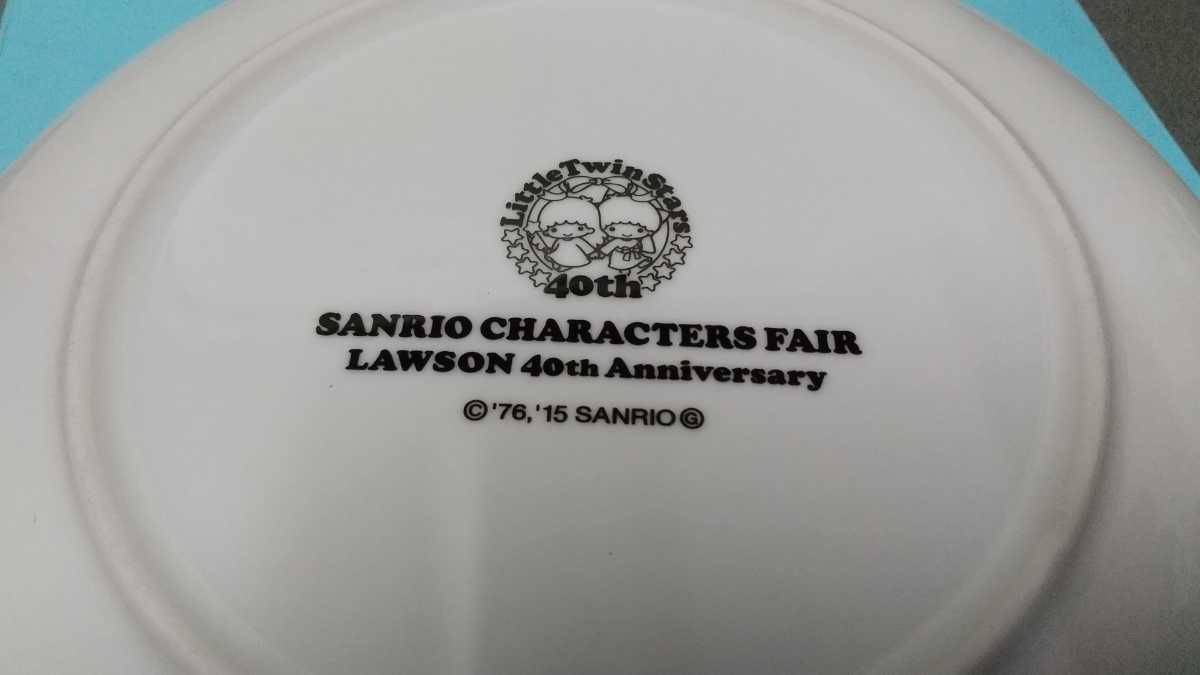 LittleTwinStars
40th
SANRIO CHARACTERS FAIR
LAWSON 40th Anniversary
© '76, '15 SANRIO Ⓖ